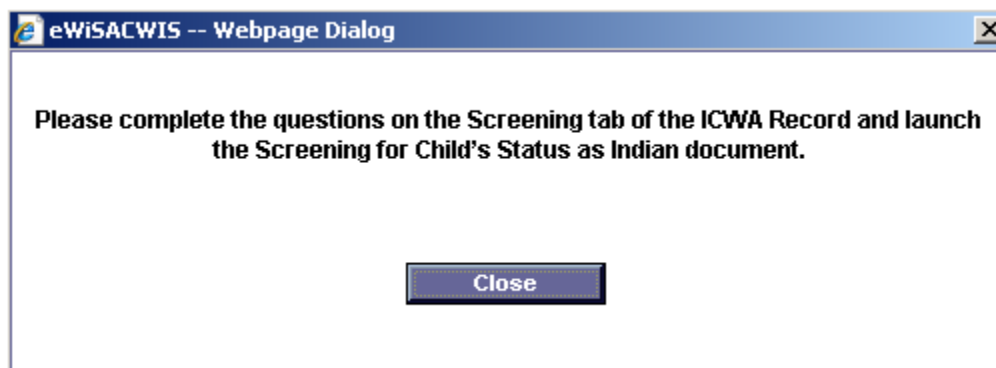 eWiSACWIS -- Webpage Dialog
Please complete the questions on the Screening tab of the ICWA Record and launch
the Screening for Child's Status as Indian document.
Close